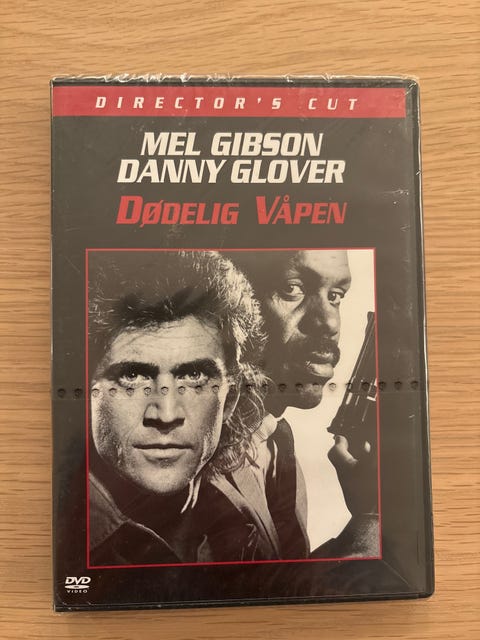 DIRECTOR'S CUT
MEL GIBSON
DANNY GLOVER
DØDELIG VÅPEN
DVD
VIDEO